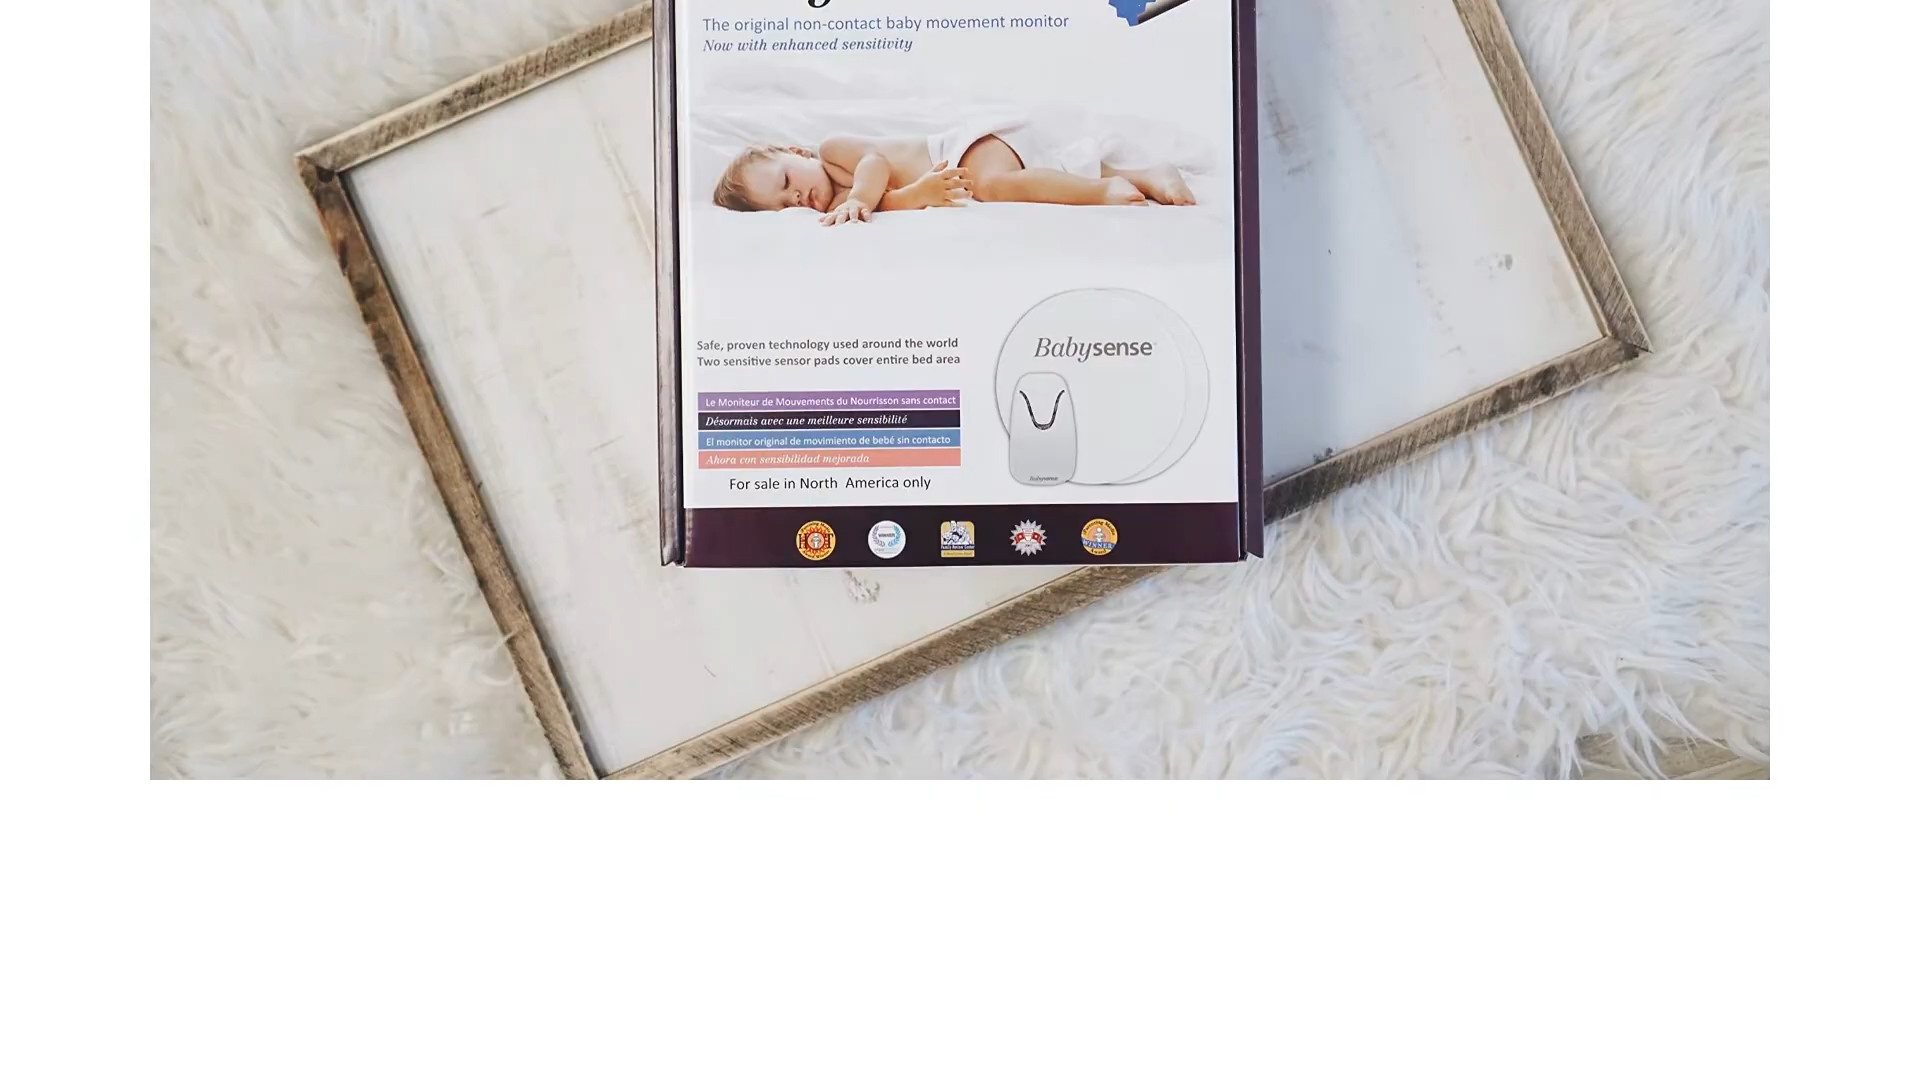 The original non-contact baby movement monitor
Now with enhanced sensitivity
Safe, proven technology used around the world
Two sensitive sensor pads cover entire bed area
Babysense
Le Moniteur de Mouvements du Nourrisson sans contact
Désormais avec une meilleure sensibilité
El monitor original de movimiento de bebé sin contacto
Ahora con sensibilidad mejorada
Babysense
For sale in North America only
WINNER
WINNER